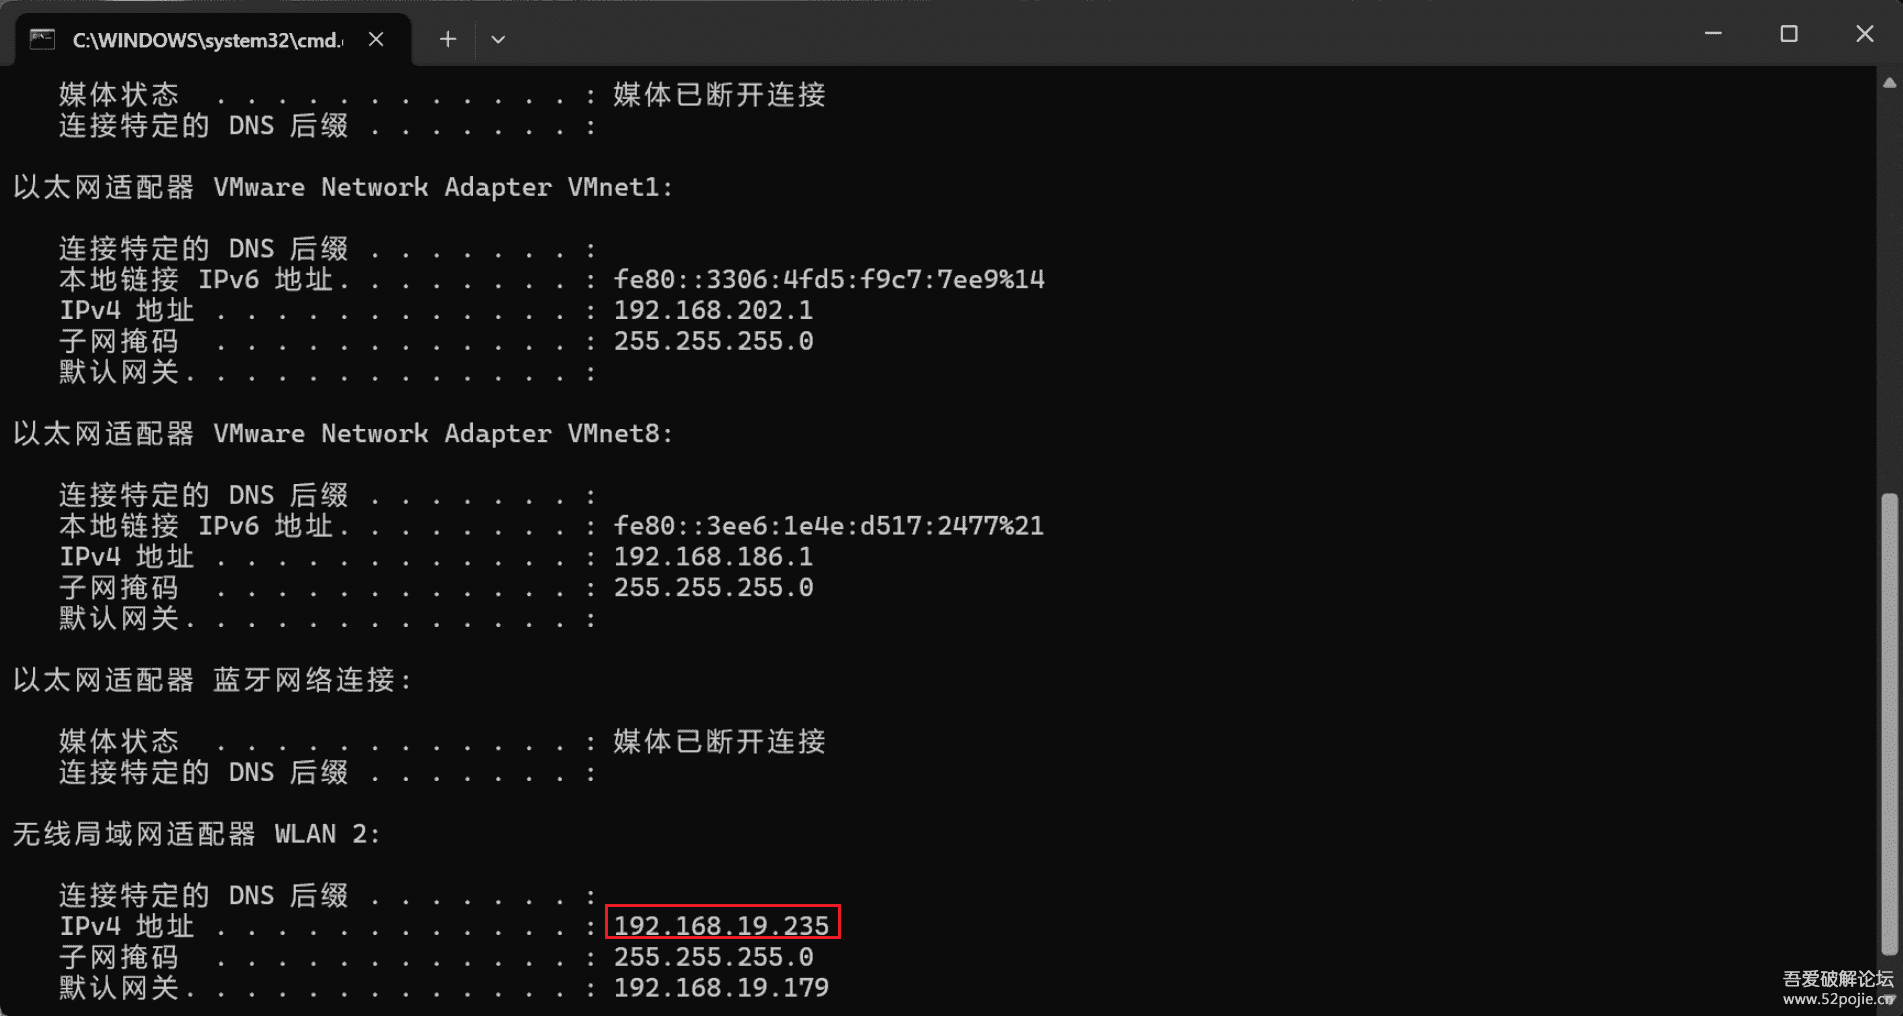 C:\WINDOWS\system32\cmd.
媒体状态  . . . . . . . . . . . . : 媒体已断开连接
连接特定的 DNS 后缀 . . . . . . . :
以太网适配器 VMware Network Adapter VMnet1:
连接特定的 DNS 后缀 . . . . . . . :
本地链接 IPv6 地址. . . . . . . . : fe80::3306:4fd5:f9c7:7ee9%14
IPv4 地址 . . . . . . . . . . . . : 192.168.202.1
子网掩码  . . . . . . . . . . . . : 255.255.255.0
默认网关. . . . . . . . . . . . . :
以太网适配器 VMware Network Adapter VMnet8:
连接特定的 DNS 后缀 . . . . . . . :
本地链接 IPv6 地址. . . . . . . . : fe80::3ee6:1e4e:d517:2477%21
IPv4 地址 . . . . . . . . . . . . : 192.168.186.1
子网掩码  . . . . . . . . . . . . : 255.255.255.0
默认网关. . . . . . . . . . . . . :
以太网适配器 蓝牙网络连接:
媒体状态  . . . . . . . . . . . . : 媒体已断开连接
连接特定的 DNS 后缀 . . . . . . . :
无线局域网适配器 WLAN 2:
连接特定的 DNS 后缀 . . . . . . . :
IPv4 地址 . . . . . . . . . . . . : 192.168.19.235
子网掩码  . . . . . . . . . . . . : 255.255.255.0
默认网关. . . . . . . . . . . . . : 192.168.19.179
吾爱破解论坛
www.52pojie.cn